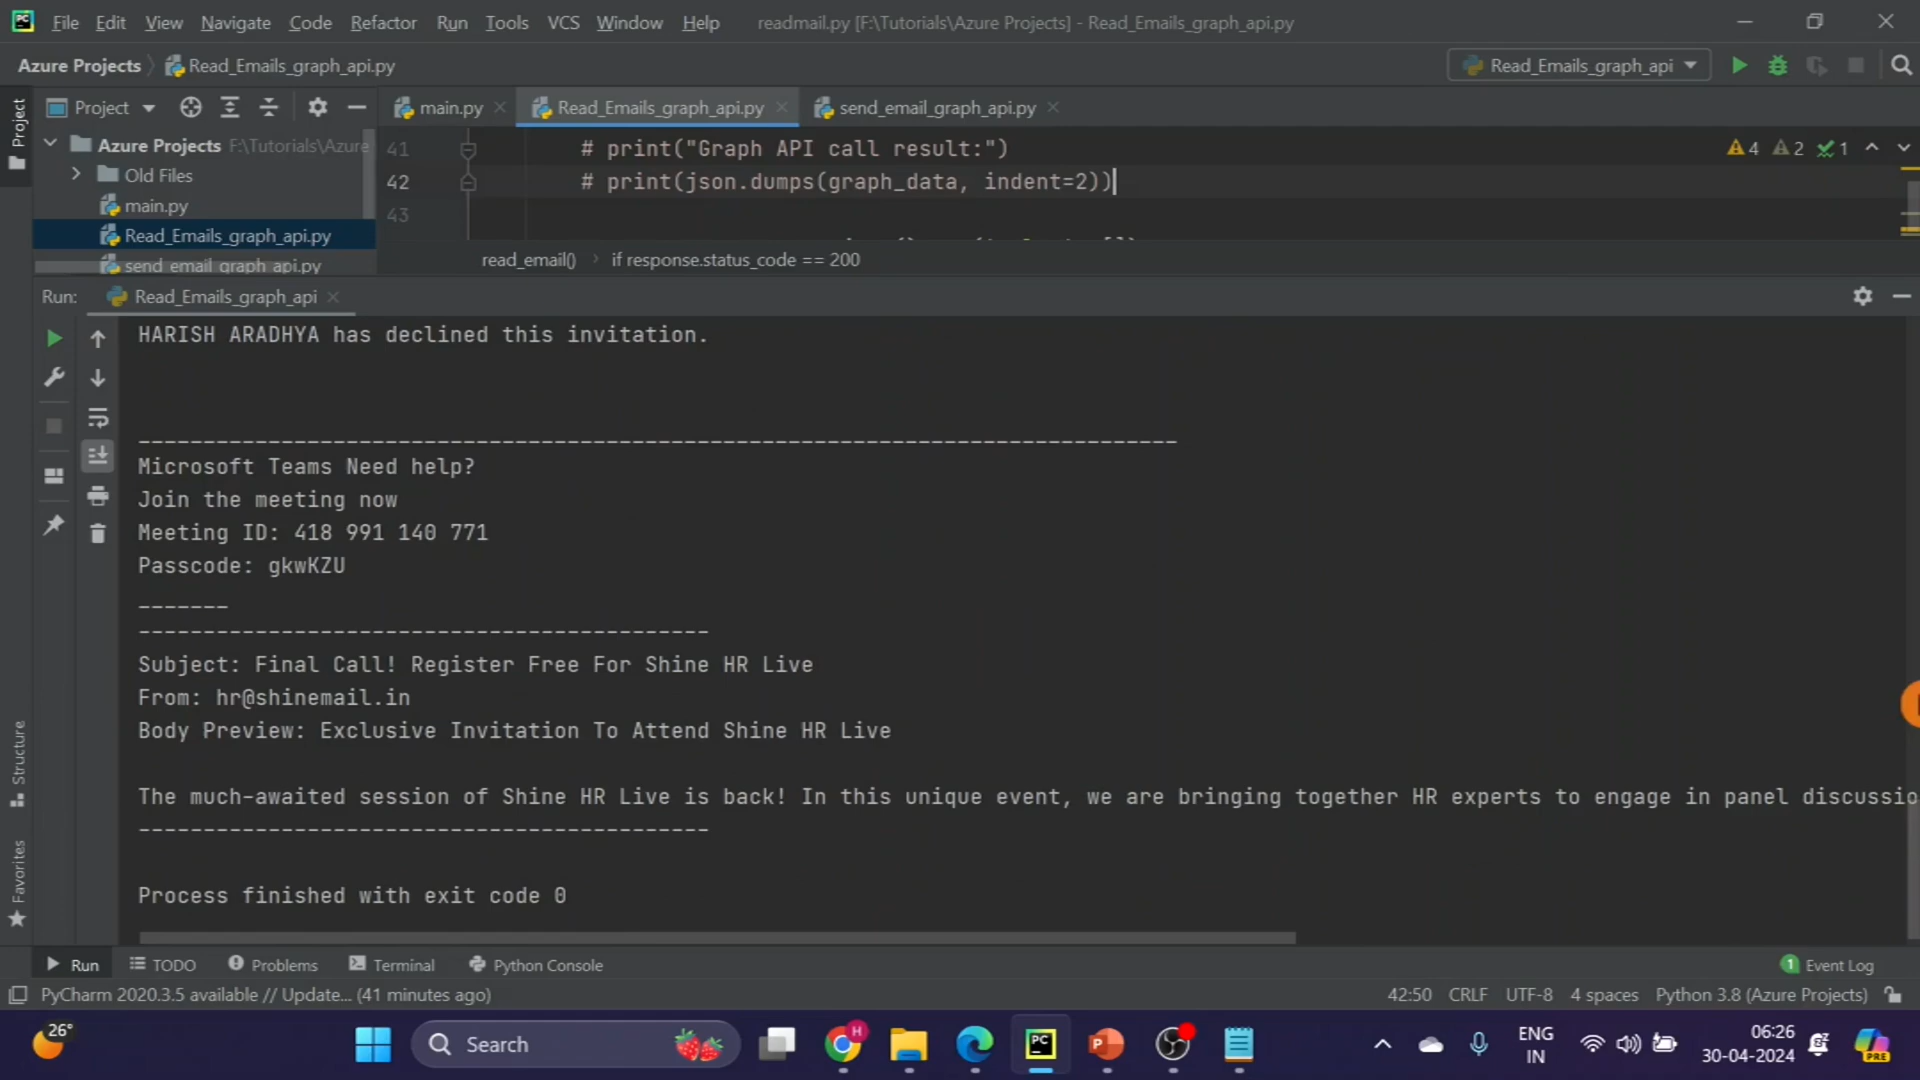 File Edit View Navigate Code Refactor Run Tools VCS Window Help readmail.py [F:\Tutorials\Azure Projects] - Read_Emails_graph_api.py
Azure Projects Read_Emails_graph_api.py Read_Emails_graph_api
Project main.py Read_Emails_graph_api.py send_email_graph_api.py
Project
Azure Projects F:\Tutorials\Azure
Old Files
main.py
Read_Emails_graph_api.py
send_email_graph_api.py
41 # print("Graph API call result:")
42 # print(json.dumps(graph_data, indent=2))
43
4 2 1
read_email() if response.status_code == 200
Run: Read_Emails_graph_api
HARISH ARADHYA has declined this invitation.
________________________________________________________________________________
Microsoft Teams Need help?
Join the meeting now
Meeting ID: 418 991 140 771
Passcode: gkwKZU
-------
--------------------------------------------
Subject: Final Call! Register Free For Shine HR Live
From: hr@shinemail.in
Body Preview: Exclusive Invitation To Attend Shine HR Live
The much-awaited session of Shine HR Live is back! In this unique event, we are bringing together HR experts to engage in panel discussio
--------------------------------------------
Process finished with exit code 0
Structure
Favorites
Run TODO Problems Terminal Python Console 1 Event Log
PyCharm 2020.3.5 available // Update... (41 minutes ago) 42:50 CRLF UTF-8 4 spaces Python 3.8 (Azure Projects)
26° Search H PC P ENG IN 06:26 30-04-2024 PRE